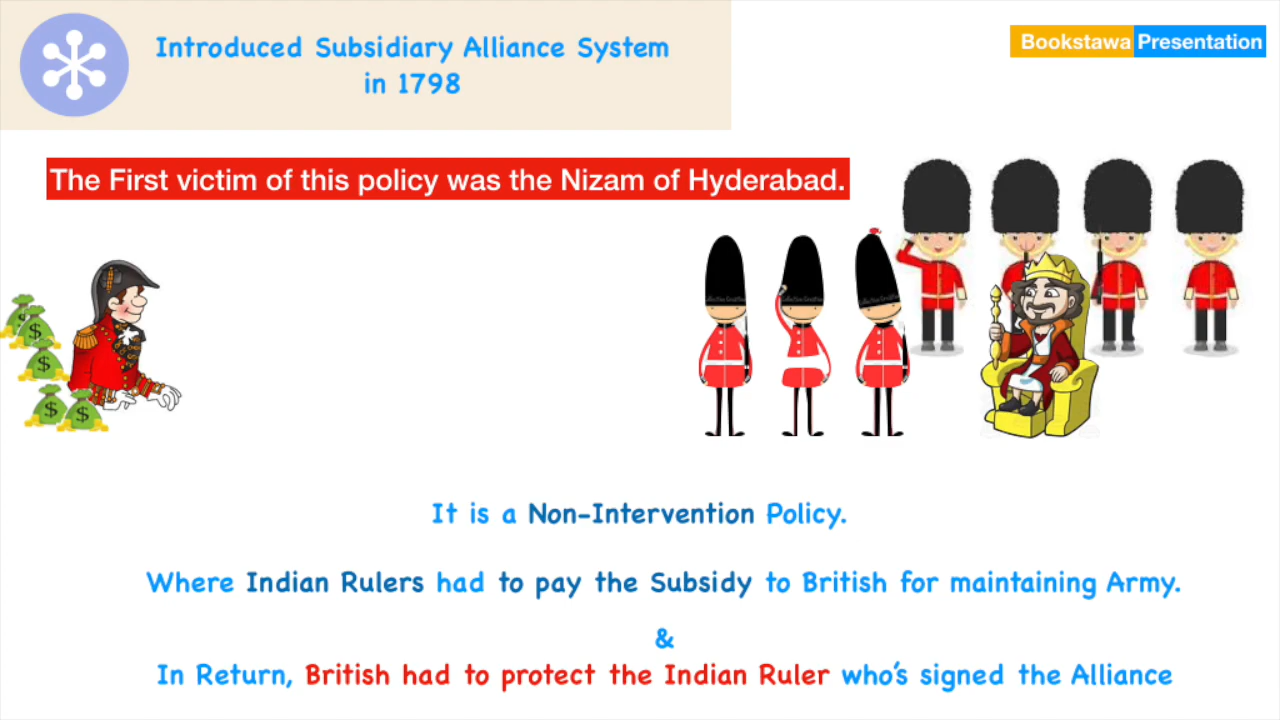 Introduced Subsidiary Alliance System
in 1798
Bookstawa Presentation
The First victim of this policy was the Nizam of Hyderabad.
$
$
$
$
$
It is a Non-Intervention Policy.
Where Indian Rulers had to pay the Subsidy to British for maintaining Army.
&
In Return, British had to protect the Indian Ruler who's signed the Alliance